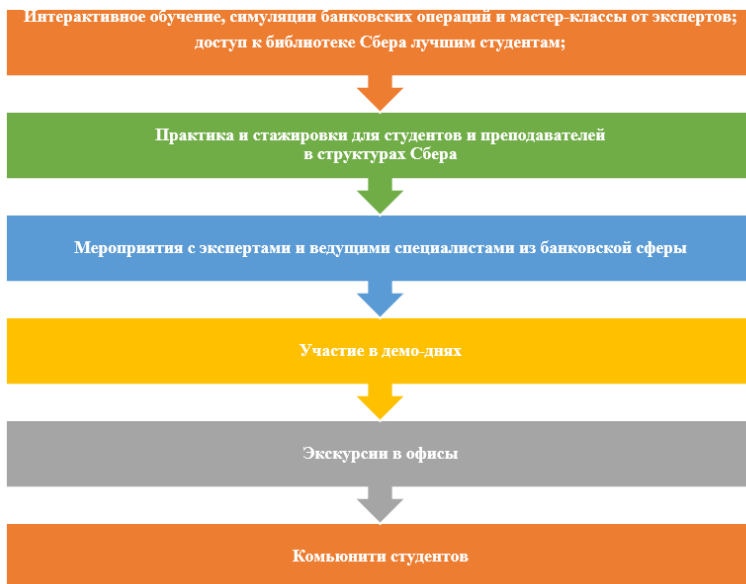 Интерактивное обучение, симуляции банковских операций и мастер-классы от экспертов;
доступ к библиотеке Сбера лучшим студентам;
Практика и стажировки для студентов и преподавателей
в структурах Сбера
Мероприятия с экспертами и ведущими специалистами из банковской сферы
Участие в демо-днях
Экскурсии в офисы
Комьюнити студентов